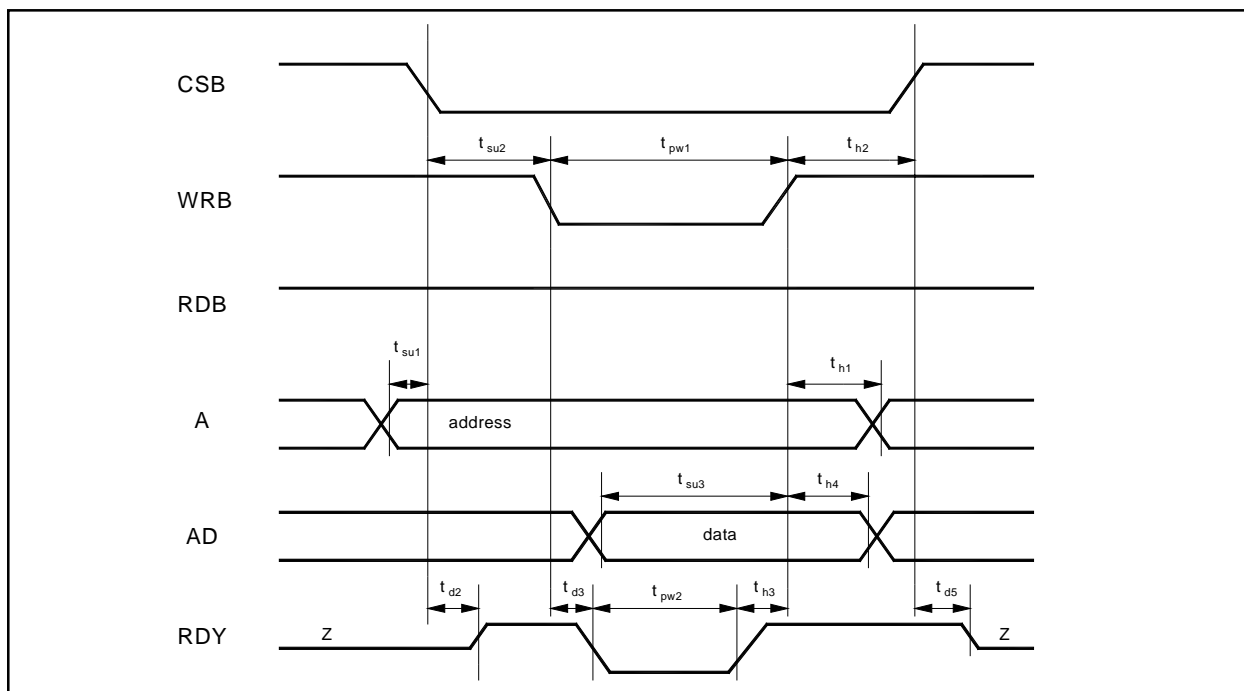 CSB
t su2
t pw1
t h2
WRB
RDB
t su1
t h1
A
address
t su3
t h4
AD
data
t d2
t d3
t pw2
t h3
t d5
RDY
Z
Z